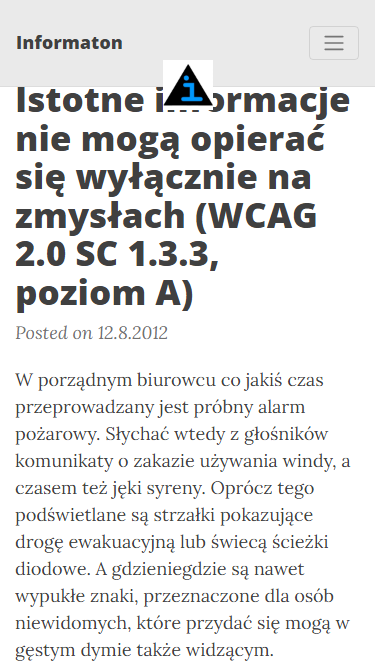 Informaton
i
Istotne informacje
nie mogą opierać
się wyłącznie na
zmysłach (WCAG
2.0 SC 1.3.3,
poziom A)
Posted on 12.8.2012
W porządnym biurowcu co jakiś czas
przeprowadzany jest próbny alarm
pożarowy. Słychać wtedy z głośników
komunikaty o zakazie używania windy, a
czasem też jęki syreny. Oprócz tego
podświetlane są strzałki pokazujące
drogę ewakuacyjną lub świecą ścieżki
diodowe. A gdzieniegdzie są nawet
wypukłe znaki, przeznaczone dla osób
niewidomych, które przydać się mogą w
gęstym dymie także widzącym.